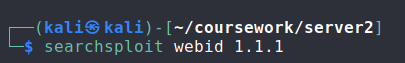 ┌──(kali㉿kali)-[~/coursework/server2]
└─$ searchsploit webid 1.1.1